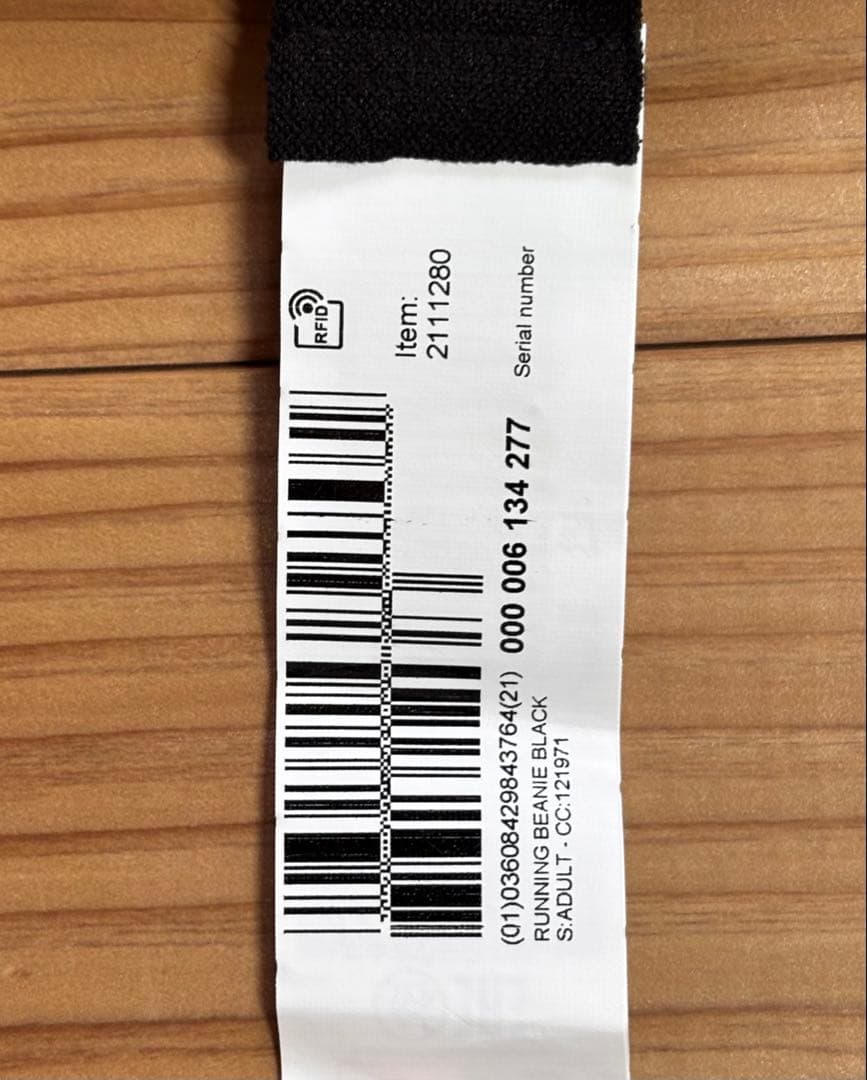 RFID
Item:
2111280
Serial number
(01)03608429843764(21) 000 006 134 277
RUNNING BEANIE BLACK
S:ADULT - CC:121971